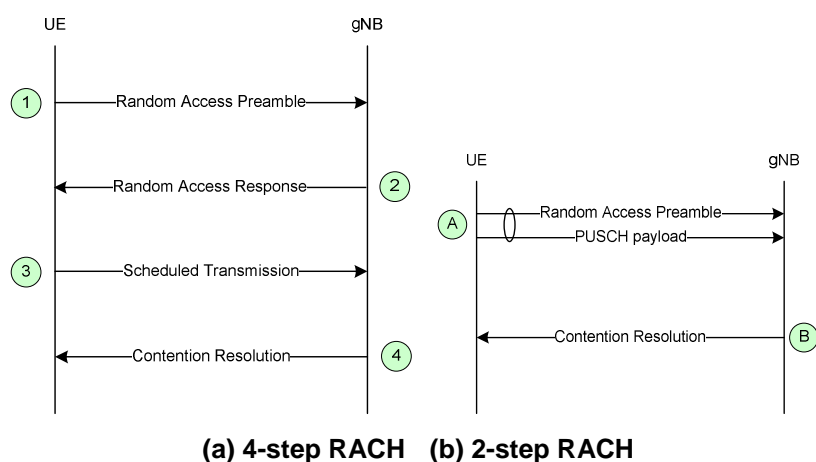 UE
gNB
1
Random Access Preamble
Random Access Response
2
3
Scheduled Transmission
Contention Resolution
4
UE
gNB
A
Random Access Preamble
PUSCH payload
Contention Resolution
B
(a) 4-step RACH (b) 2-step RACH